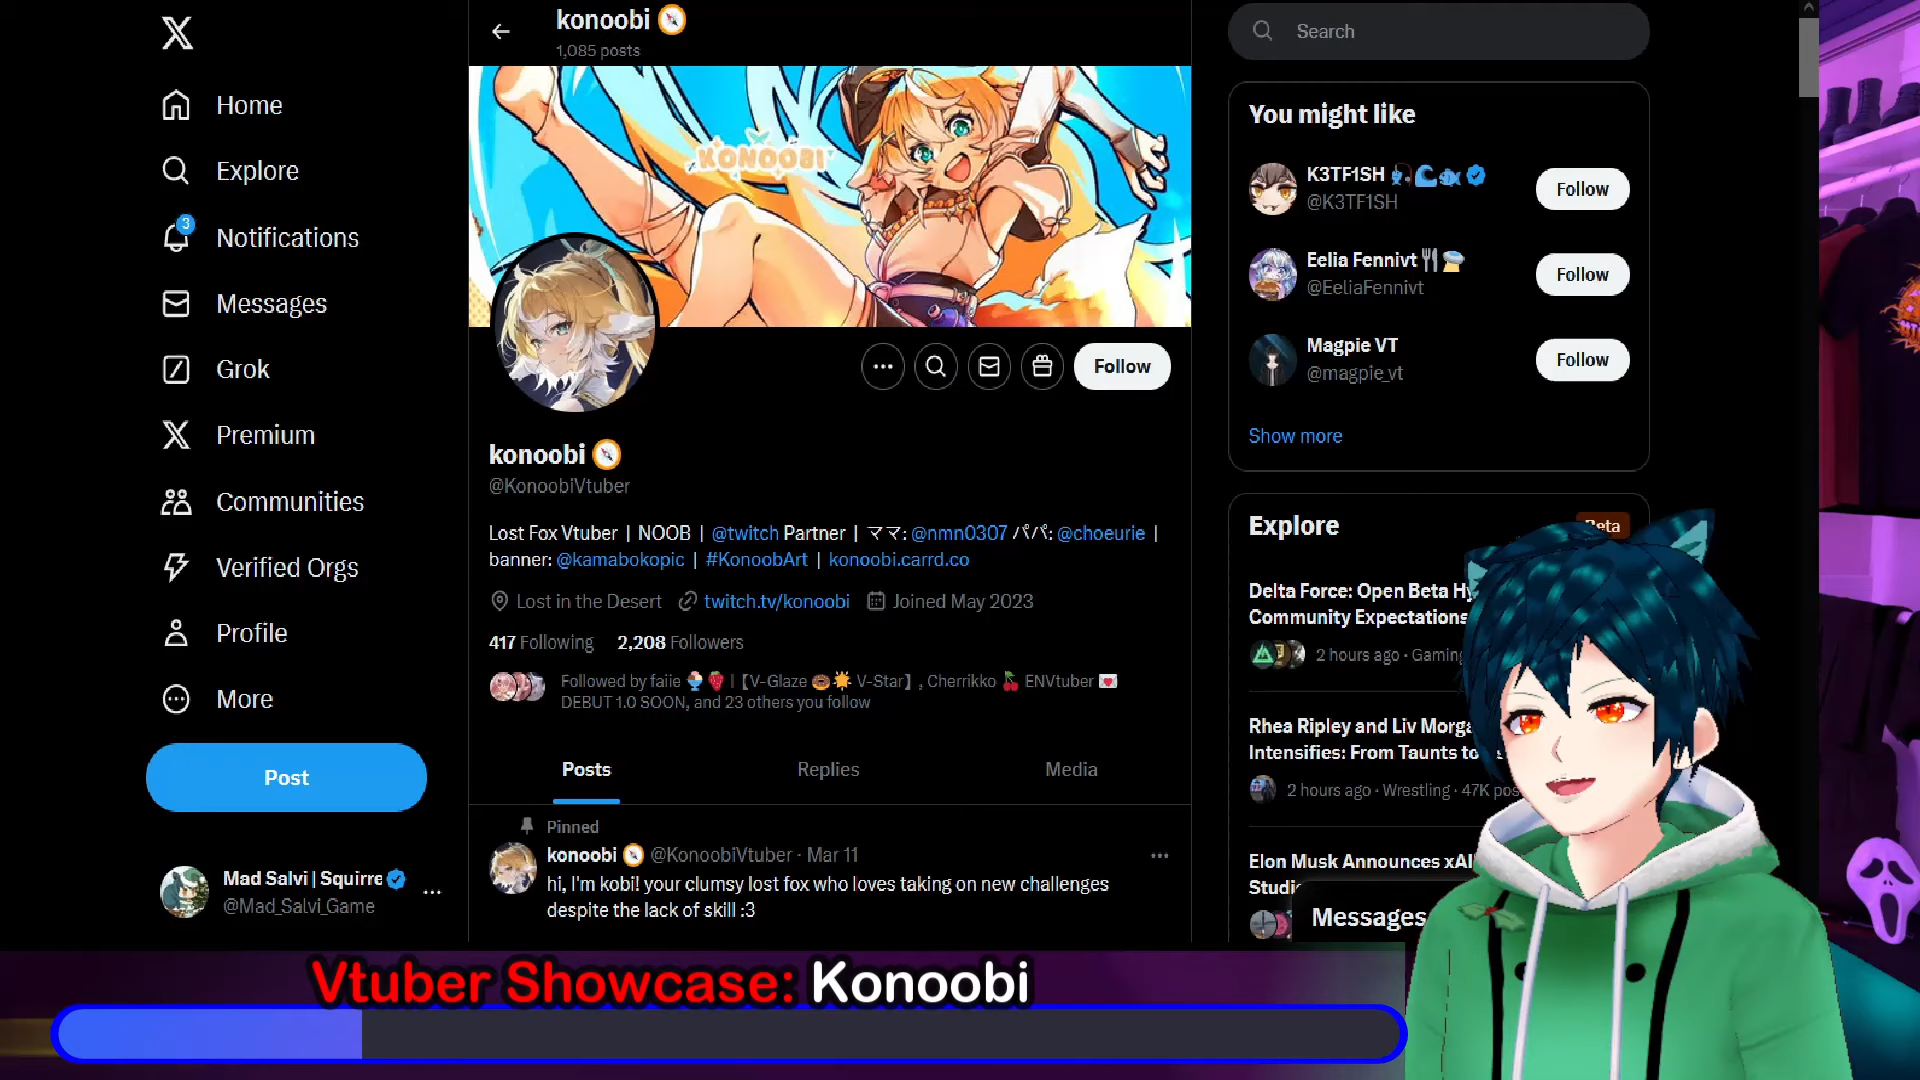 konoobi
1,085 posts
Search
Home
Explore
3
Notifications
Messages
Grok
Premium
Communities
Verified Orgs
Profile
More
Post
Mad Salvi | Squirre
@Mad_Salvi_Game
KONOOBI
Follow
konoobi
@KonoobiVtuber
Lost Fox Vtuber | NOOB | @twitch Partner | ママ: @nmn0307 パパ: @choeurie |
banner: @kamabokopic | #KonoobArt | konoobi.carrd.co
Lost in the Desert twitch.tv/konoobi Joined May 2023
417 Following 2,208 Followers
Followed by faiie |【V-Glaze V-Star】, Cherrikko ENVtuber
DEBUT 1.0 SOON, and 23 others you follow
Posts Replies Media
Pinned
konoobi @KonoobiVtuber · Mar 11
hi, I'm kobi! your clumsy lost fox who loves taking on new challenges
despite the lack of skill :3
You might like
K3TF1SH
@K3TF1SH
Follow
Eelia Fennivt
@EeliaFennivt
Follow
Magpie VT
@magpie_vt
Follow
Show more
Explore
Beta
Delta Force: Open Beta Hy
Community Expectations
2 hours ago · Gaming
Rhea Ripley and Liv Morga
Intensifies: From Taunts to
2 hours ago · Wrestling · 47K pos
Elon Musk Announces xAI
Studi
Messages
Vtuber Showcase: Konoobi